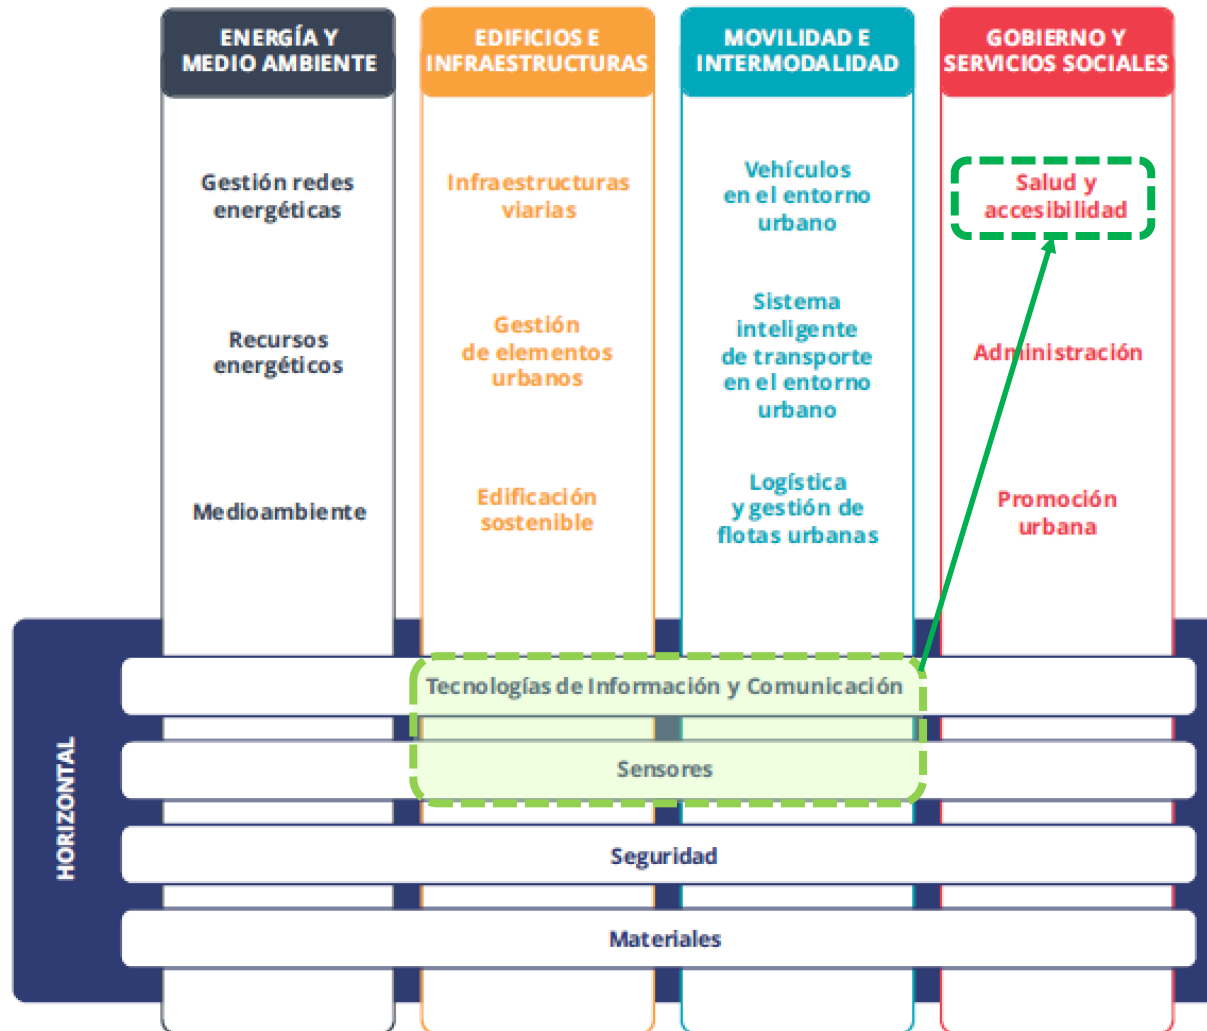 ENERGÍA Y
MEDIO AMBIENTE
Gestión redes
energéticas
Recursos
energéticos
Medioambiente
EDIFICIOS E
INFRAESTRUCTURAS
Infraestructuras
viarias
Gestión
de elementos
urbanos
Edificación
sostenible
MOVILIDAD E
INTERMODALIDAD
Vehículos
en el entorno
urbano
Sistema
inteligente
de transporte
en el entorno
urbano
Logística
y gestión de
flotas urbanas
GOBIERNO Y
SERVICIOS SOCIALES
Salud y
accesibilidad
Administración
Promoción
urbana
HORIZONTAL
Tecnologías de Información y Comunicación
Sensores
Seguridad
Materiales